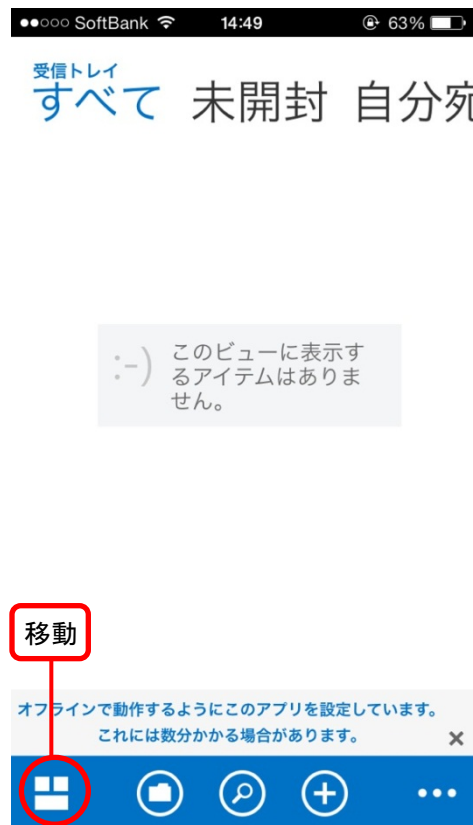 ●●○○○ SoftBank 14:49 63%
受信トレイ
すべて 未開封 自分宛
:-) このビューに表示す
るアイテムはありま
せん。
移動
オフラインで動作するようにこのアプリを設定しています。
これには数分かかる場合があります。 ×